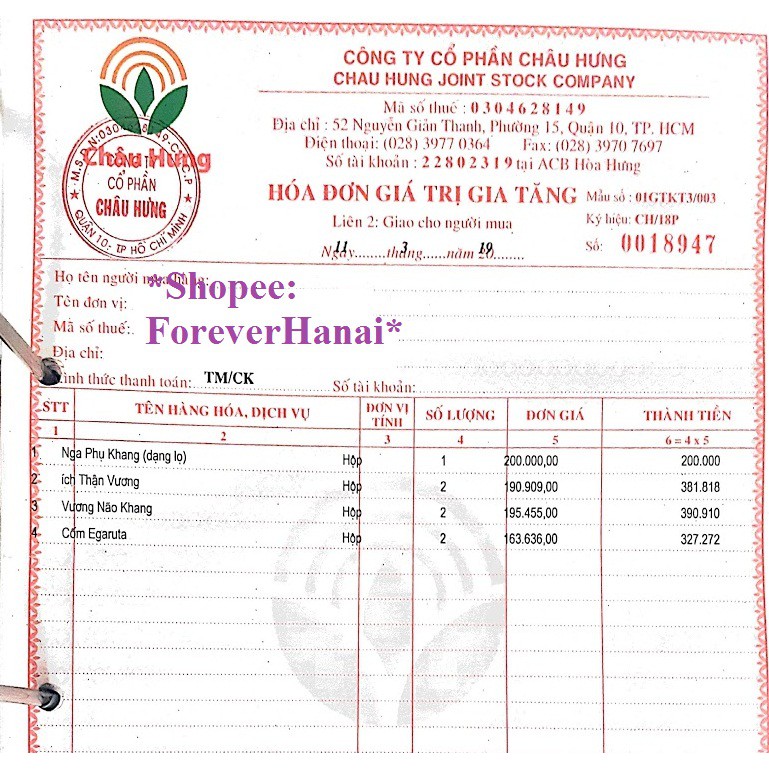 CÔNG TY CỔ PHẦN CHÂU HƯNG
CHAU HUNG JOINT STOCK COMPANY
Mã số thuế : 0304628149
Địa chỉ : 52 Nguyễn Giản Thanh, Phường 15, Quận 10, TP. HCM
Điện thoại: (028) 3977 0364 Fax: (028) 3970 7697
Số tài khoản : 22802319 tại ACB Hòa Hưng
Châu Hưng
M.S.D.N:0304628149-C.T.C.P
CÔNG TY
CỔ PHẦN
CHÂU HƯNG
QUẬN 10 - TP HỒ CHÍ MINH
HÓA ĐƠN GIÁ TRỊ GIA TĂNG
Mẫu số : 01GTKT3/003
Liên 2: Giao cho người mua
Ký hiệu: CH/18P
Số: 0018947
Ngày 11 tháng 3 năm 2019
Họ tên người mua hàng:
*Shopee:
Tên đơn vị:
Mã số thuế:
ForeverHanai*
Địa chỉ:
Hình thức thanh toán: TM/CK Số tài khoản:
STT TÊN HÀNG HÓA, DỊCH VỤ ĐƠN VỊ TÍNH SỐ LƯỢNG ĐƠN GIÁ THÀNH TIỀN
1 2 3 4 5 6 = 4 x 5
1 Nga Phụ Khang (dạng lọ) Hộp 1 200.000,00 200.000
2 ích Thận Vương Hộp 2 190.909,00 381.818
3 Vương Não Khang Hộp 2 195.455,00 390.910
4 Cốm Egaruta Hộp 2 163.636,00 327.272